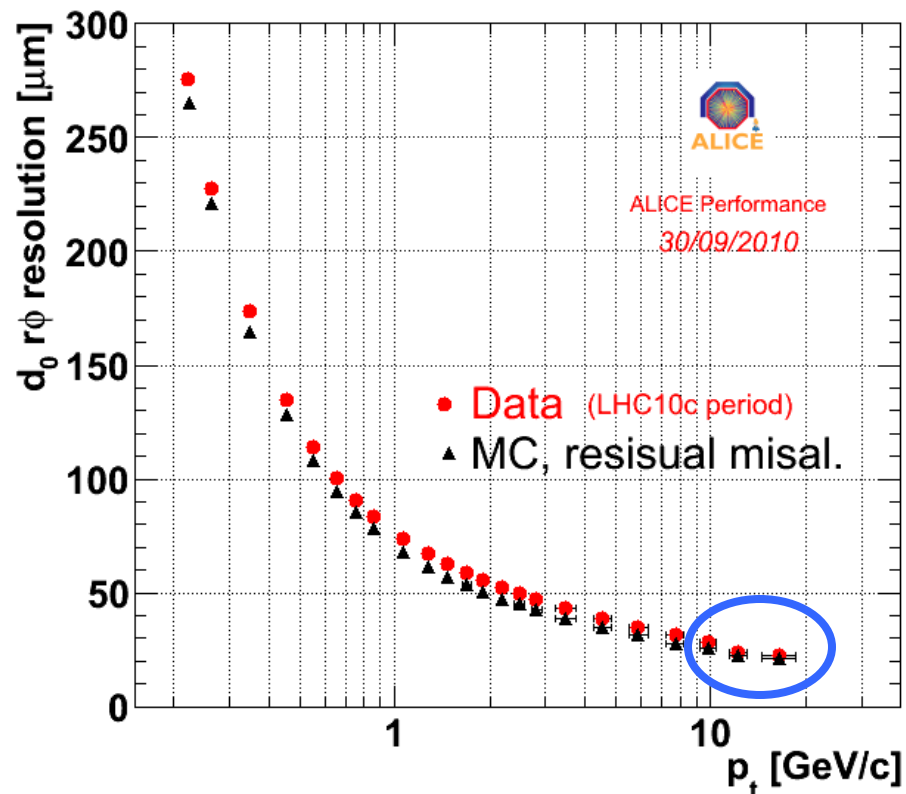 300
250
200
150
100
50
0
d0 rϕ resolution [μm]
ALICE
ALICE Performance
30/09/2010
Data (LHC10c period)
MC, resisual misal.
1
10
pt [GeV/c]